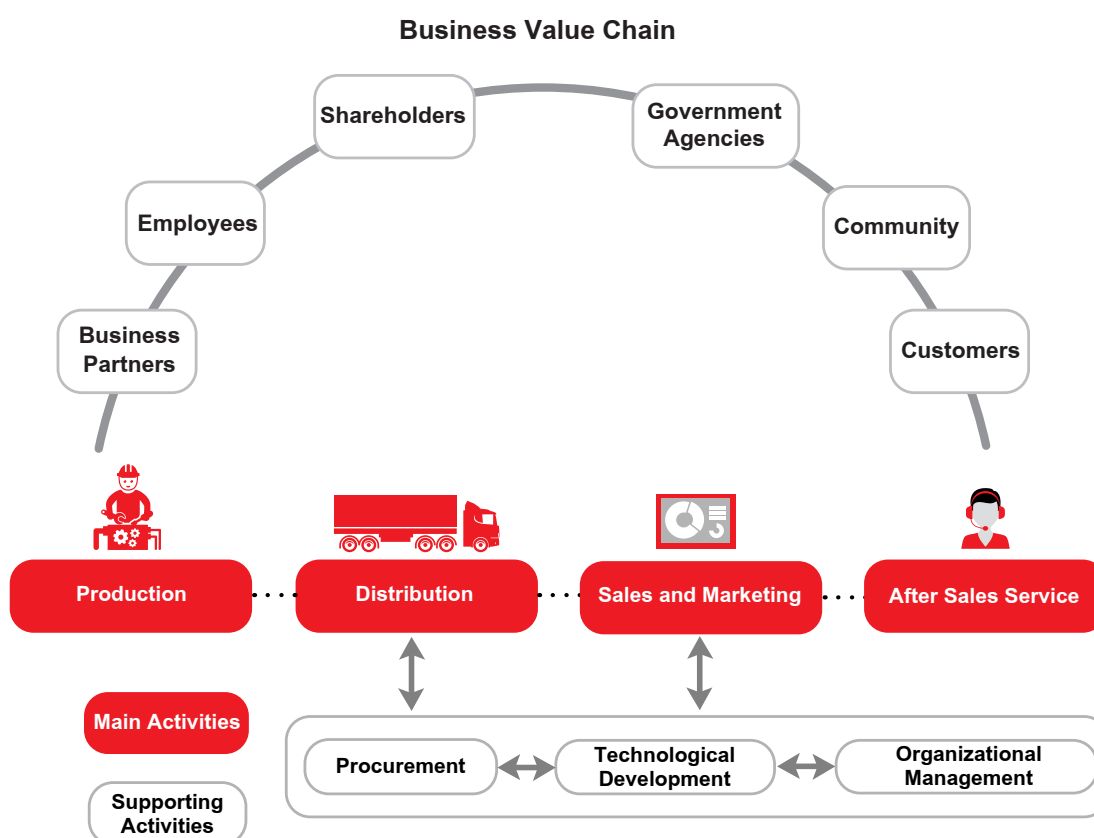 Business Value Chain
Shareholders
Government
Agencies
Employees
Community
Business
Partners
Customers
Production
Distribution
Sales and Marketing
After Sales Service
Main Activities
Procurement
Technological
Development
Organizational
Management
Supporting
Activities